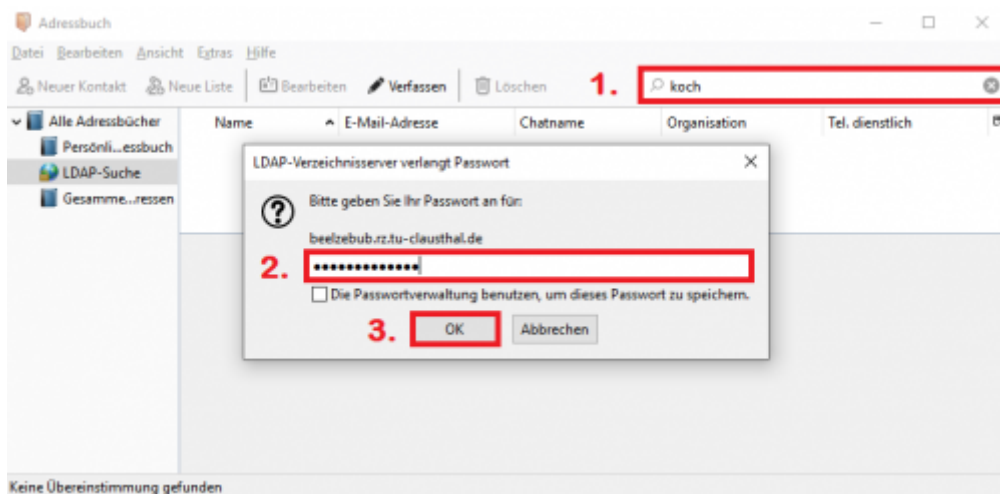 Adressbuch
Datei Bearbeiten Ansicht Extras Hilfe
Neuer Kontakt Neue Liste Bearbeiten Verfassen Löschen 1. koch
Alle Adressbücher Name E-Mail-Adresse Chatname Organisation Tel. dienstlich
Persönli...essbuch
LDAP-Suche
Gesamme...ressen
LDAP-Verzeichnisserver verlangt Passwort
Bitte geben Sie Ihr Passwort an für:
beelzebub.rz.tu-clausthal.de
2. •••••••••••••
Die Passwortverwaltung benutzen, um dieses Passwort zu speichern.
3. OK Abbrechen
Keine Übereinstimmung gefunden